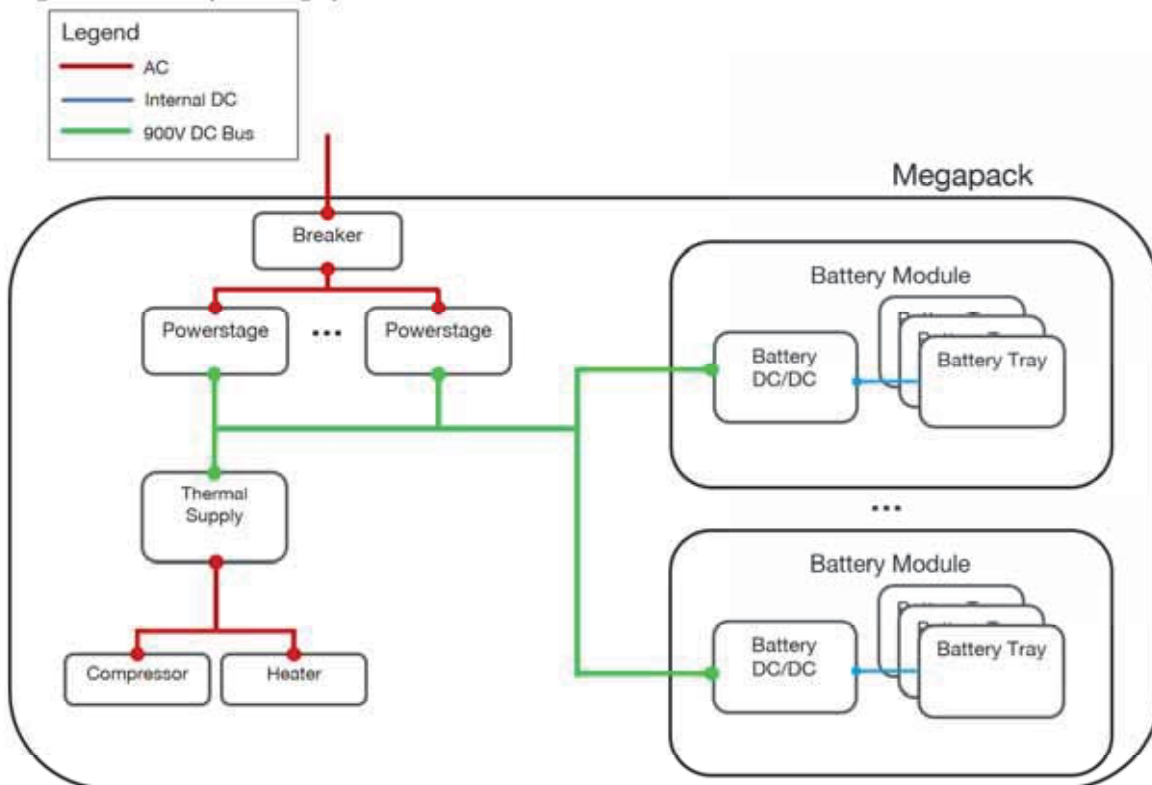 Legend
AC
Internal DC
900V DC Bus
Megapack
Breaker
Powerstage
...
Powerstage
Thermal
Supply
Compressor
Heater
Battery Module
Battery
DC/DC
Battery Tray
...
Battery Module
Battery
DC/DC
Battery Tray